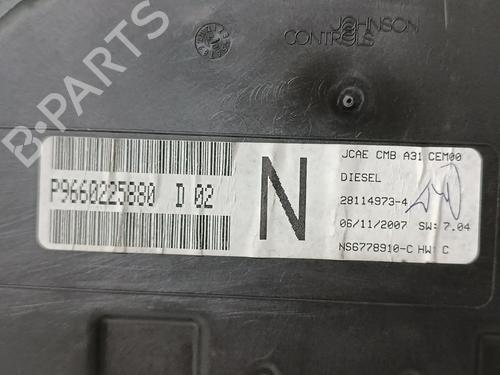 JOHNSON
CONTROLS
B-PARTS
P9660225880 D 02
N
JCAE CMB A31 CEM00
DIESEL
28114973-4
06/11/2007 SW: 7.04
NS6778910-C HW: C